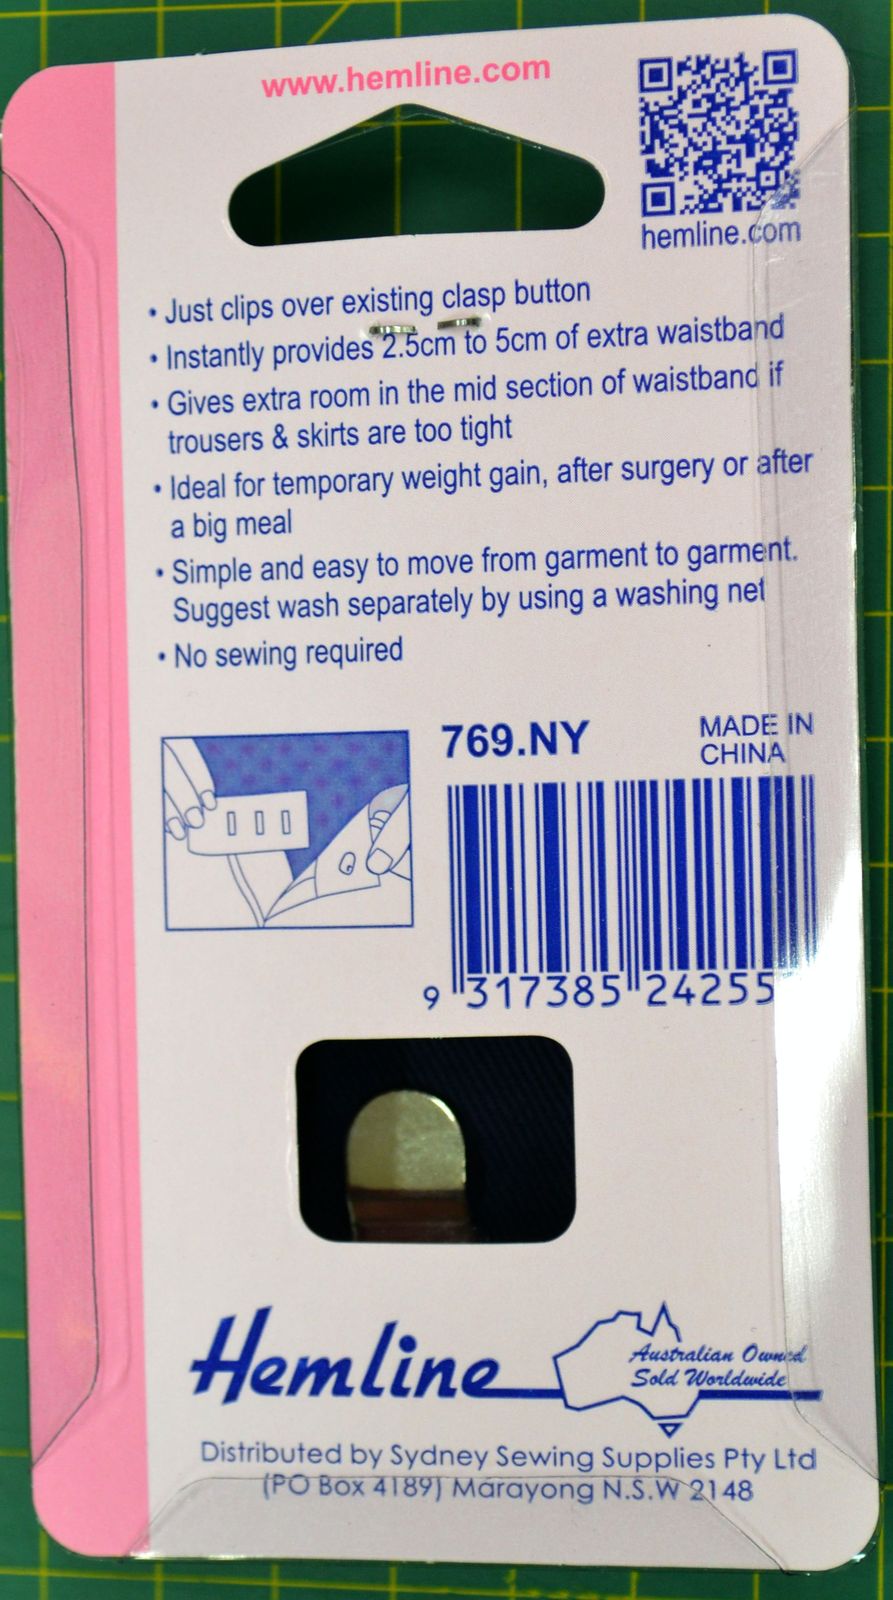 www.hemline.com
hemline.com
• Just clips over existing clasp button
• Instantly provides 2.5cm to 5cm of extra waistband
• Gives extra room in the mid section of waistband if
trousers & skirts are too tight
• Ideal for temporary weight gain, after surgery or after
a big meal
• Simple and easy to move from garment to garment.
Suggest wash separately by using a washing net
• No sewing required
769.NY
MADE IN
CHINA
9 317385 24255
Hemline
Australian Owned
Sold Worldwide
Distributed by Sydney Sewing Supplies Pty Ltd
(PO Box 4189) Marayong N.S.W 2148